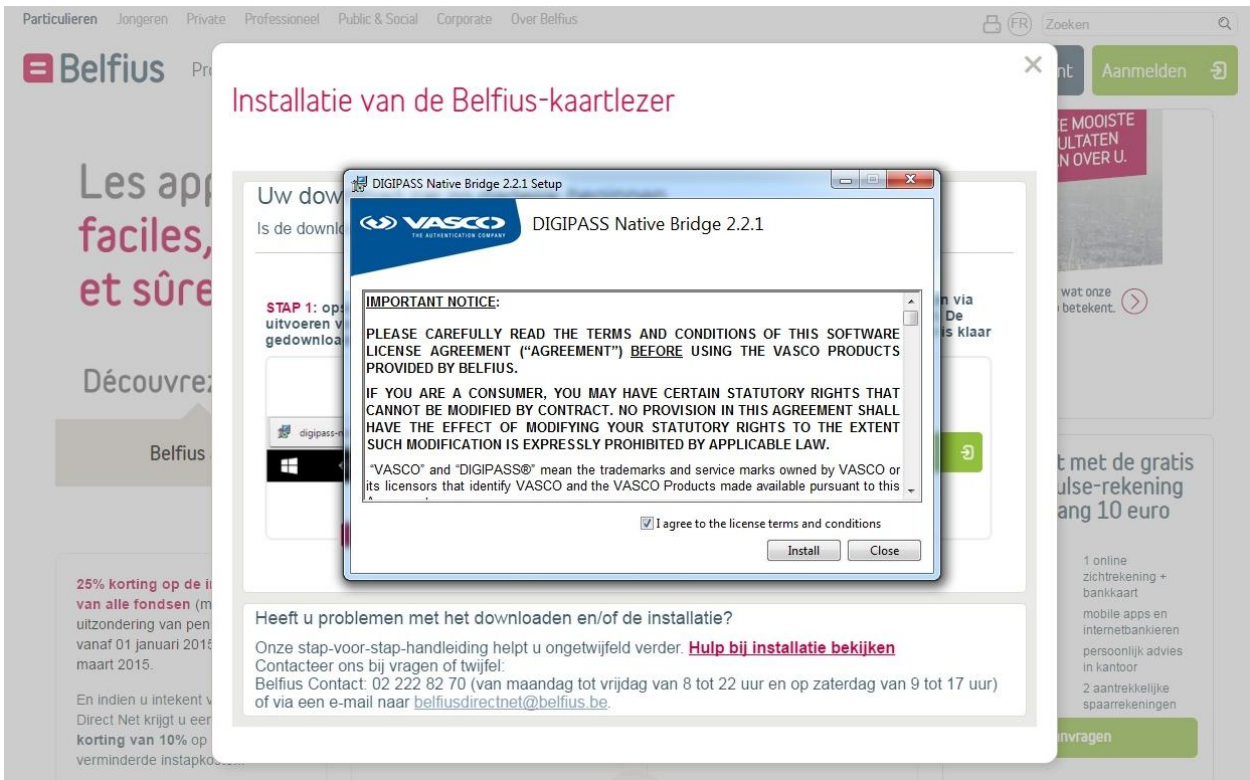 Particulieren Jongeren Private Professioneel Public & Social Corporate Over Belfius
FR Zoeken
Belfius
Aanmelden
Installatie van de Belfius-kaartlezer
E MOOISTE
ULTATEN
N OVER U.
Les app
faciles,
et sûre
Découvrez
Belfius
Uw dow
Is de downlo
STAP 1: ops
uitvoeren v
gedownloa
n via
De
is klaar
digipass-n
DIGIPASS Native Bridge 2.2.1 Setup
VASCO
THE AUTHENTICATION COMPANY
DIGIPASS Native Bridge 2.2.1
IMPORTANT NOTICE:
PLEASE CAREFULLY READ THE TERMS AND CONDITIONS OF THIS SOFTWARE
LICENSE AGREEMENT (“AGREEMENT”) BEFORE USING THE VASCO PRODUCTS
PROVIDED BY BELFIUS.
IF YOU ARE A CONSUMER, YOU MAY HAVE CERTAIN STATUTORY RIGHTS THAT
CANNOT BE MODIFIED BY CONTRACT. NO PROVISION IN THIS AGREEMENT SHALL
HAVE THE EFFECT OF MODIFYING YOUR STATUTORY RIGHTS TO THE EXTENT
SUCH MODIFICATION IS EXPRESSLY PROHIBITED BY APPLICABLE LAW.
“VASCO” and “DIGIPASS®” mean the trademarks and service marks owned by VASCO or
its licensors that identify VASCO and the VASCO Products made available pursuant to this
I agree to the license terms and conditions
Install Close
wat onze
betekent.
t met de gratis
ulse-rekening
ang 10 euro
1 online
zichtrekening +
bankkaart
mobile apps en
internetbankieren
persoonlijk advies
in kantoor
2 aantrekkelijke
spaarrekeningen
nvragen
25% korting op de i
van alle fondsen (m
uitzondering van pen
vanaf 01 januari 2015
maart 2015.
En indien u intekent v
Direct Net krijgt u eer
korting van 10% op
verminderde instapko
Heeft u problemen met het downloaden en/of de installatie?
Onze stap-voor-stap-handleiding helpt u ongetwijfeld verder. Hulp bij installatie bekijken
Contacteer ons bij vragen of twijfel:
Belfius Contact: 02 222 82 70 (van maandag tot vrijdag van 8 tot 22 uur en op zaterdag van 9 tot 17 uur)
of via een e-mail naar belfiusdirectnet@belfius.be.